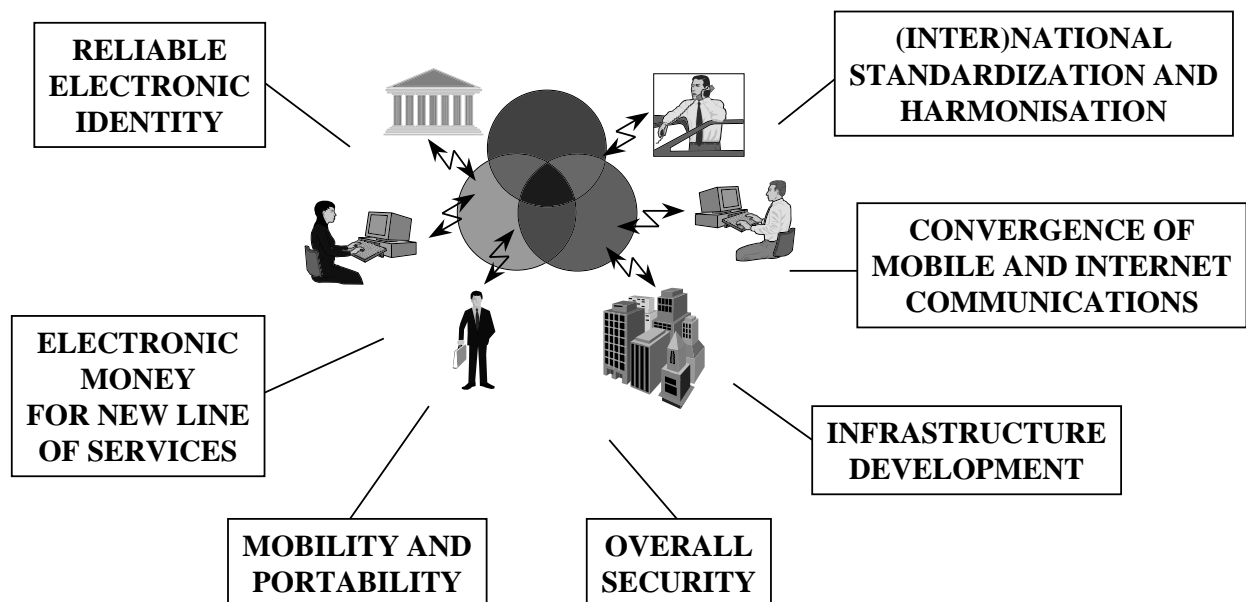 RELIABLE
ELECTRONIC
IDENTITY
(INTER)NATIONAL
STANDARDIZATION AND
HARMONISATION
CONVERGENCE OF
MOBILE AND INTERNET
COMMUNICATIONS
ELECTRONIC
MONEY
FOR NEW LINE
OF SERVICES
INFRASTRUCTURE
DEVELOPMENT
MOBILITY AND
PORTABILITY
OVERALL
SECURITY